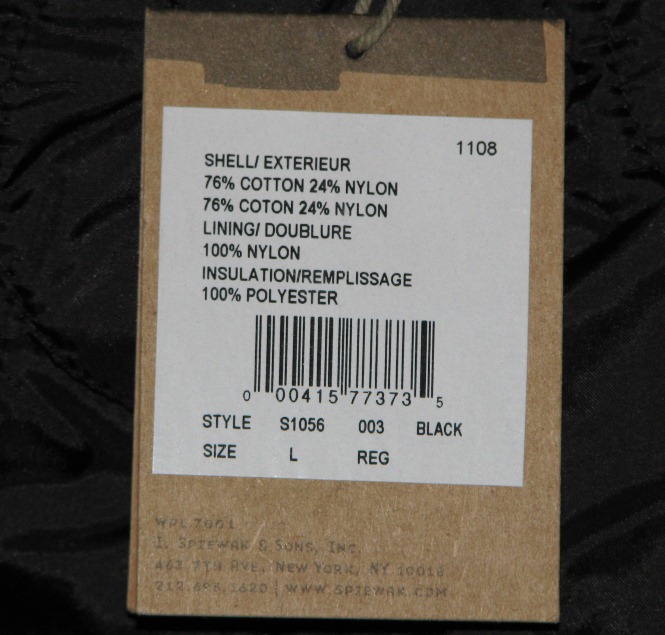 1108
SHELL/ EXTERIEUR
76% COTTON 24% NYLON
76% COTON 24% NYLON
LINING/ DOUBLURE
100% NYLON
INSULATION/REMPLISSAGE
100% POLYESTER
0 00415 77373 5
STYLE S1056 003 BLACK
SIZE L REG
WPL 7001
I. SPIEWAK & SONS, INC.
463 7TH AVE, NEW YORK, NY 10018
212.695.1620 | WWW.SPIEWAK.COM